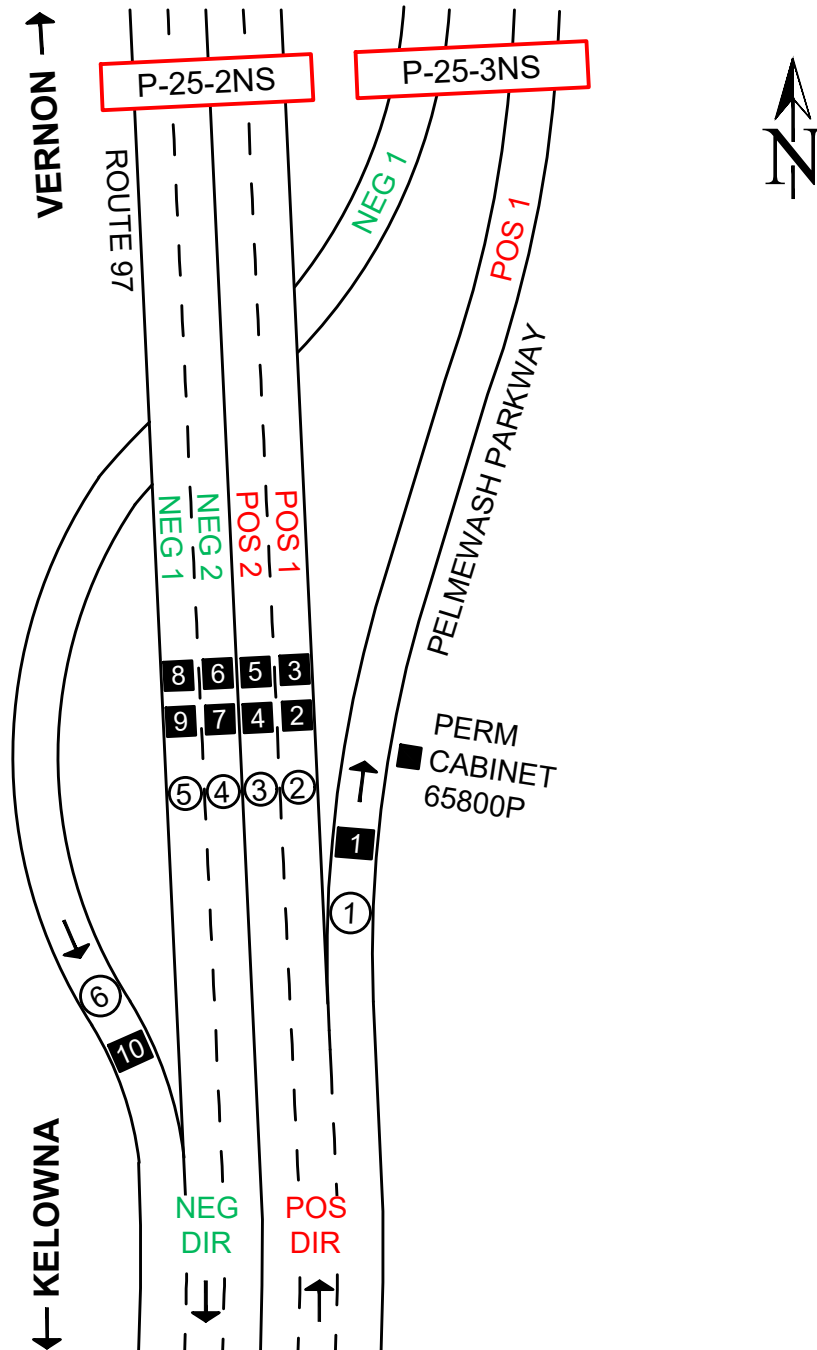 VERNON
P-25-2NS
P-25-3NS
N
ROUTE 97
NEG 1
POS 1
PELMEWASH PARKWAY
NEG 1
NEG 2
POS 2
POS 1
8 6 5 3
9 7 4 2
5 4 3 2
PERM
CABINET
65800P
1
1
6
10
KELOWNA
NEG
DIR
POS
DIR